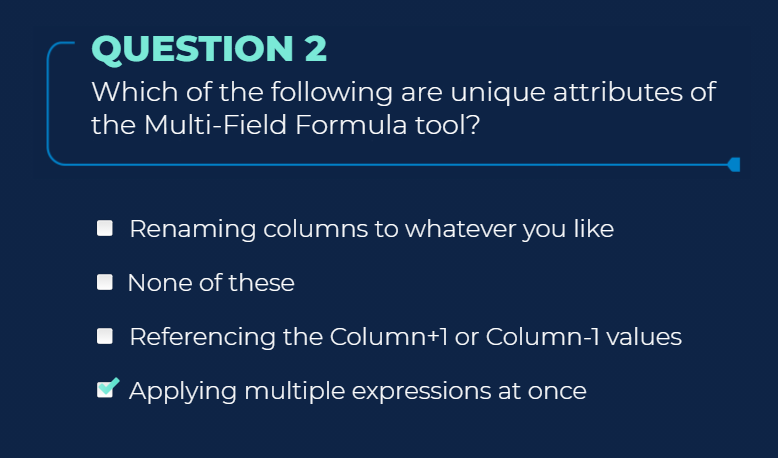 QUESTION 2
Which of the following are unique attributes of
the Multi-Field Formula tool?
Renaming columns to whatever you like
None of these
Referencing the Column+1 or Column-1 values
Applying multiple expressions at once